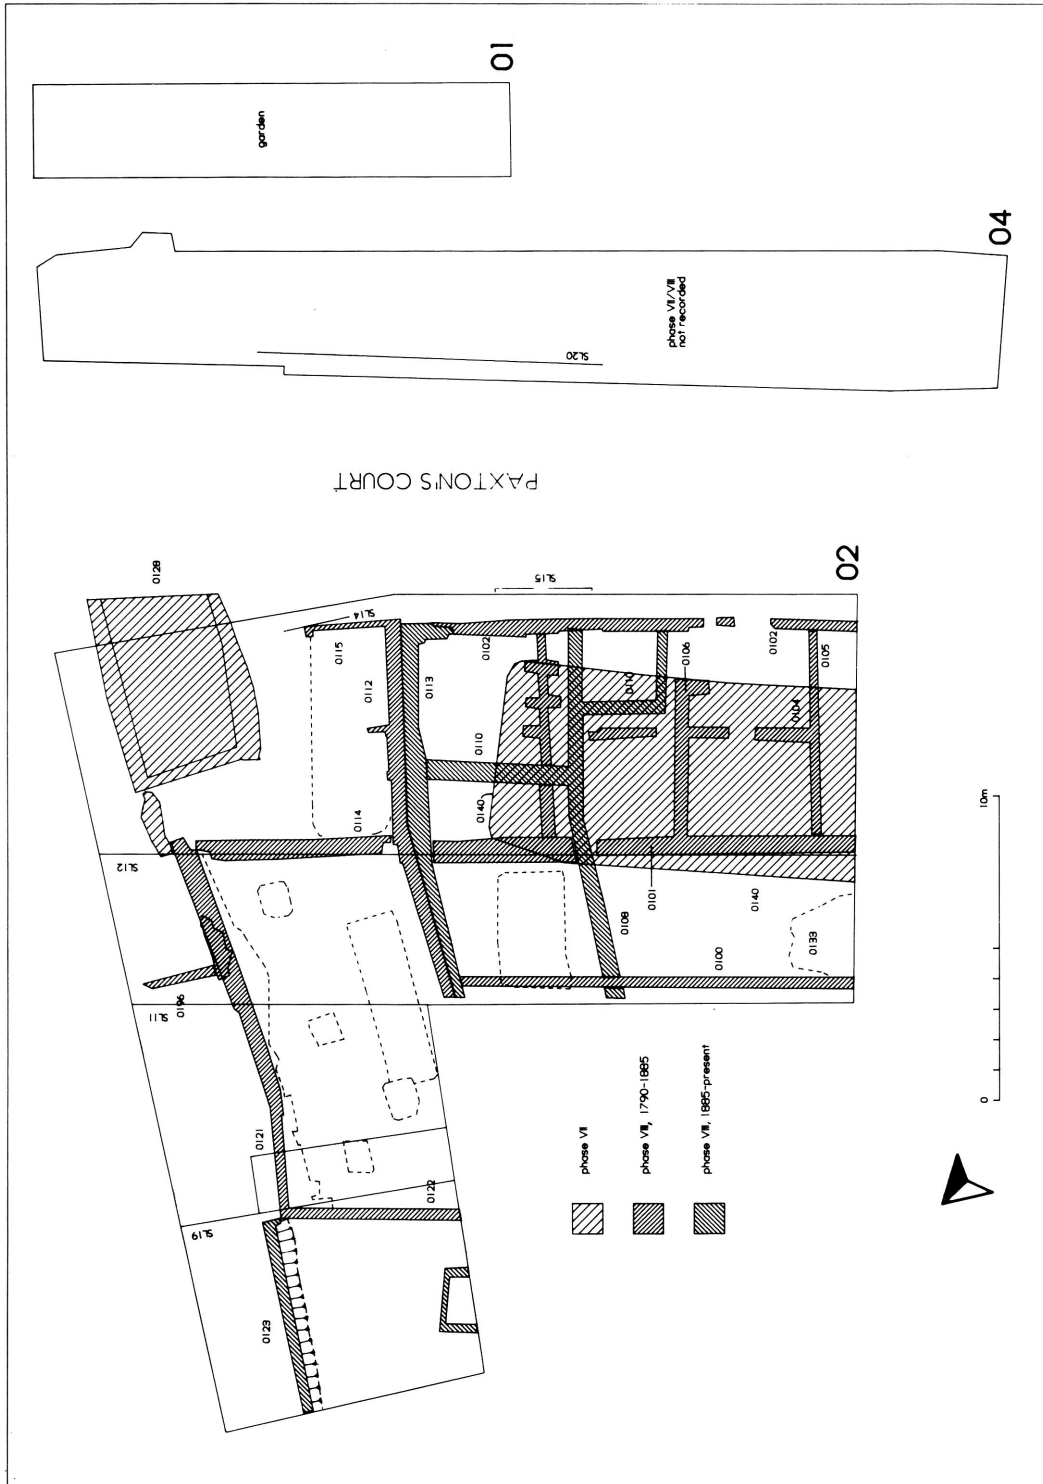 01
garden
04
phase VII/VIII
not recorded
SL20
PAXTON'S COURT
02
0128
SL15
SL14
0115
0112
0102
0113
0106
0102
0105
0110
0110
0104
0140
0114
SL12
0101
0140
0108
0133
0100
0196
SL11
0121
0122
SL19
0123
phase VII
phase VIII, 1790-1885
phase VIII, 1885-present
0
10m